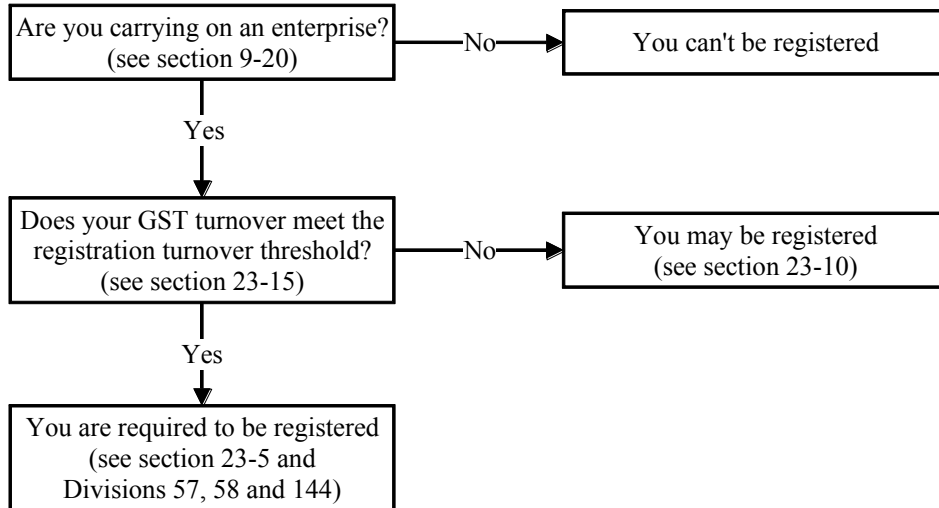 Are you carrying on an enterprise?
(see section 9-20)
No
You can't be registered
Yes
Does your GST turnover meet the
registration turnover threshold?
(see section 23-15)
No
You may be registered
(see section 23-10)
Yes
You are required to be registered
(see section 23-5 and
Divisions 57, 58 and 144)